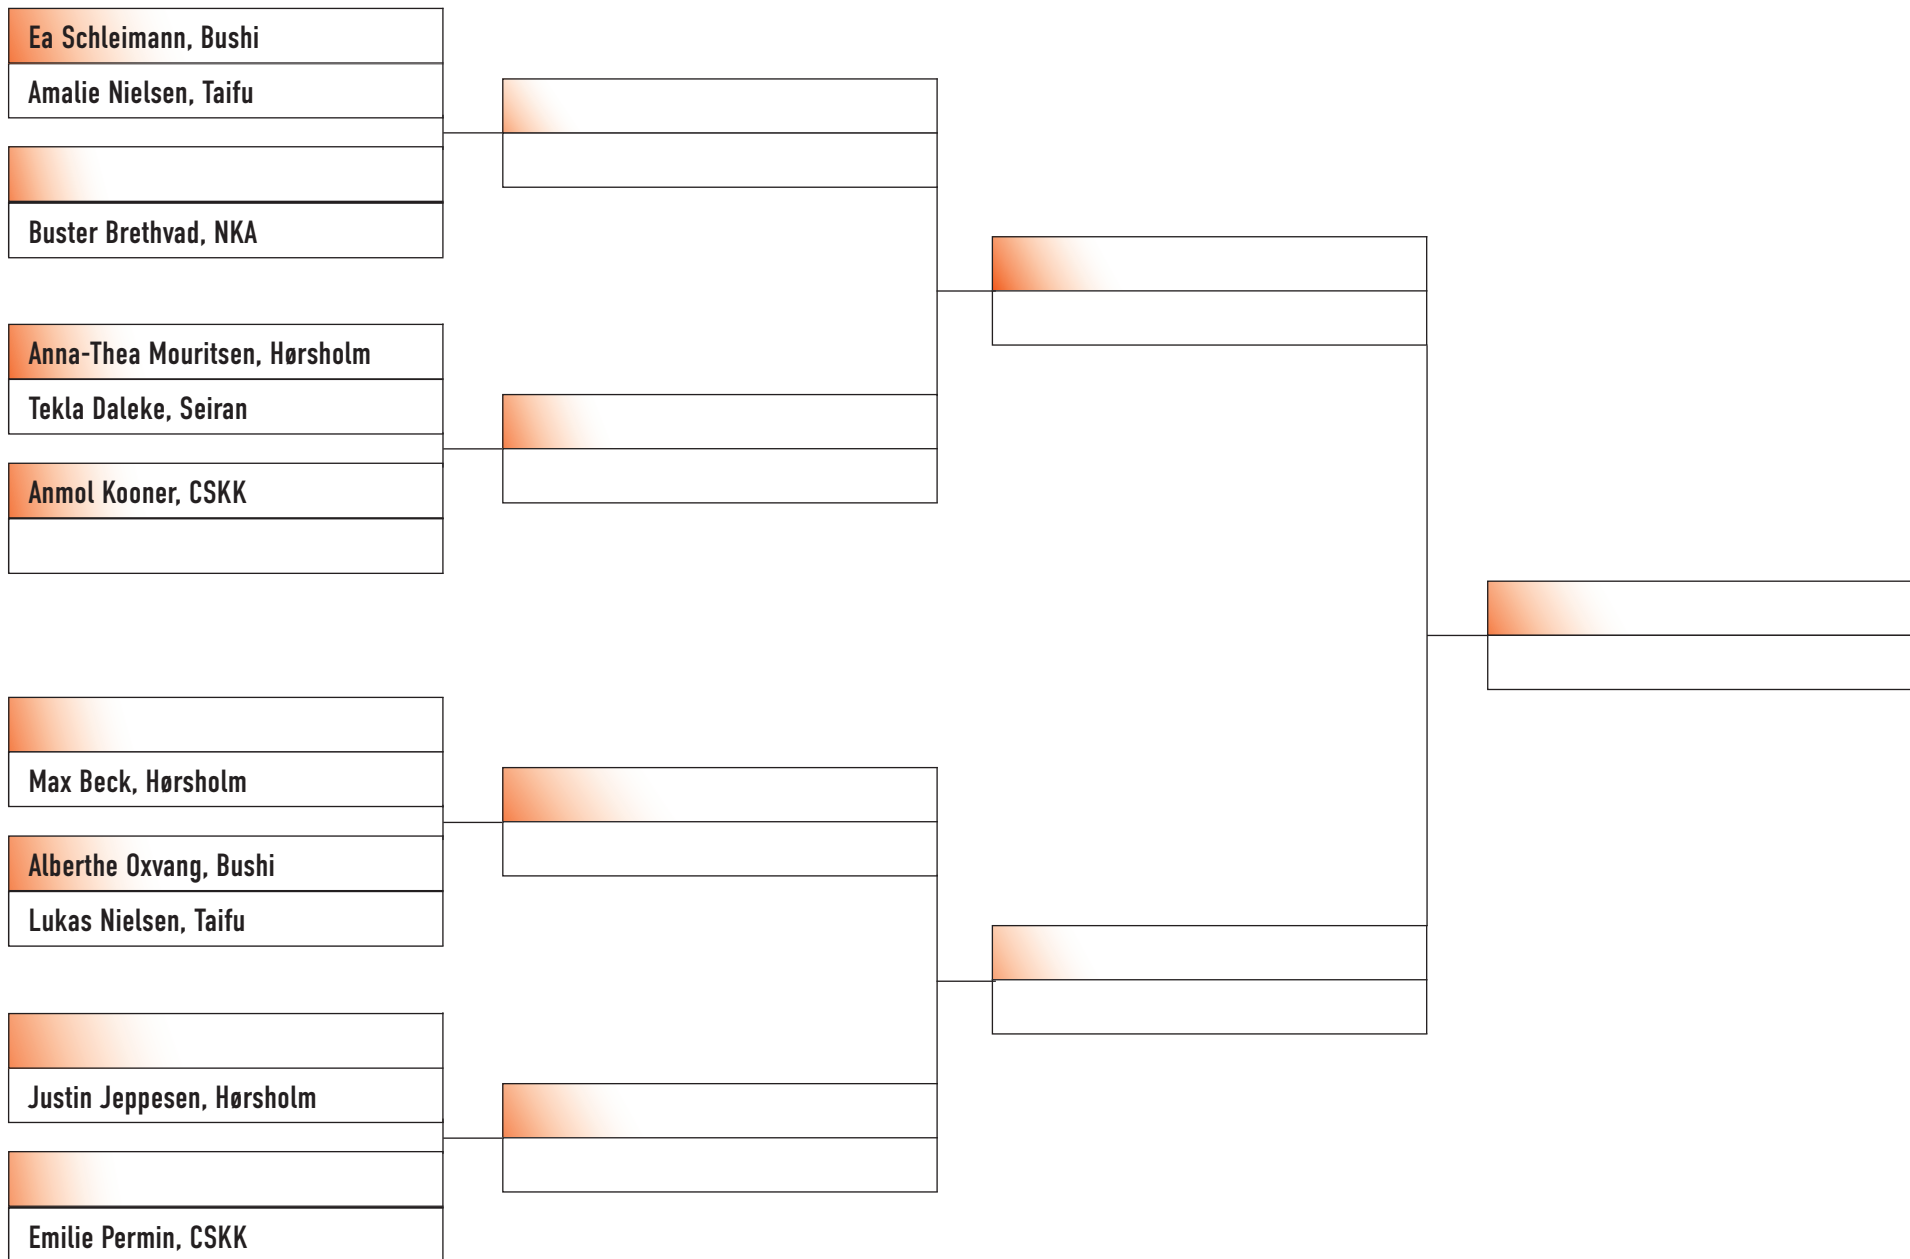 Ea Schleimann, Bushi
Amalie Nielsen, Taifu
Buster Brethvad, NKA
Anna-Thea Mouritsen, Hørsholm
Tekla Daleke, Seiran
Anmol Kooner, CSKK
Max Beck, Hørsholm
Alberthe Oxvang, Bushi
Lukas Nielsen, Taifu
Justin Jeppesen, Hørsholm
Emilie Permin, CSKK